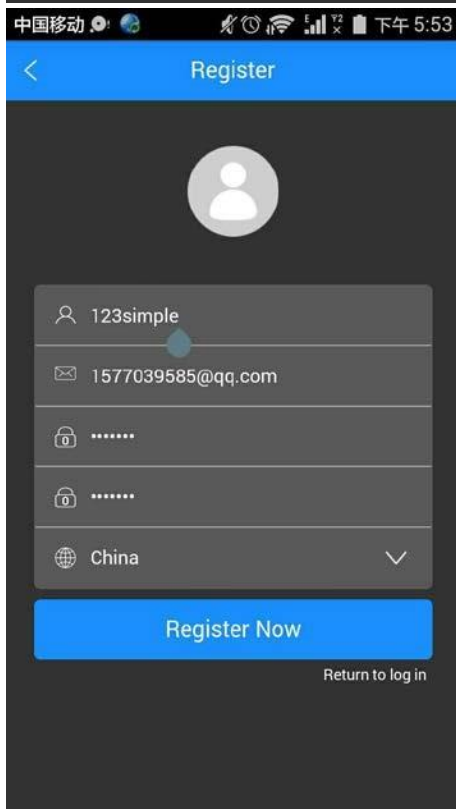 中国移动 下午 5:53
Register
123simple
1577039585@qq.com
•••••••
•••••••
China
Register Now
Return to log in